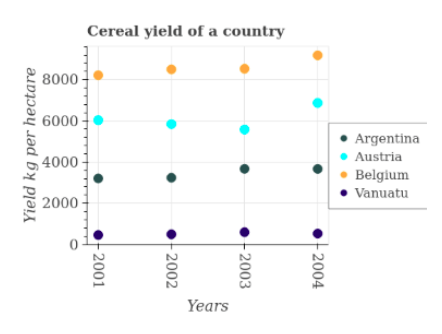 Cereal yield of a country
Yield kg per hectare
8000
6000
4000
2000
0
2001
2002
2003
2004
Years
Argentina
Austria
Belgium
Vanuatu